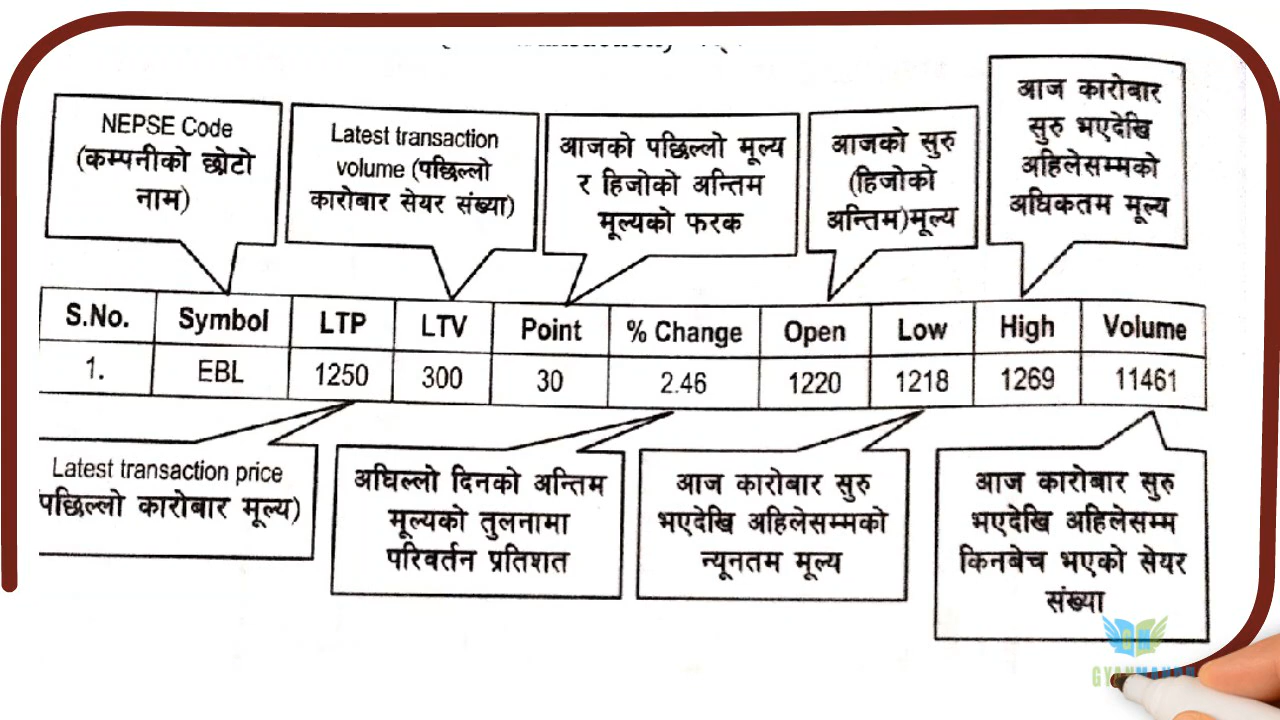 NEPSE Code
(कम्पनीको छोटो
नाम)
Latest transaction
volume (पछिल्लो
कारोबार सेयर संख्या)
आजको पछिल्लो मूल्य
र हिजोको अन्तिम
मूल्यको फरक
आजको सुरु
(हिजोको
अन्तिम)मूल्य
आज कारोबार
सुरु भएदेखि
अहिलेसम्मको
अधिकतम मूल्य
S.No. Symbol LTP LTV Point % Change Open Low High Volume
1. EBL 1250 300 30 2.46 1220 1218 1269 11461
Latest transaction price
पछिल्लो कारोबार मूल्य)
अघिल्लो दिनको अन्तिम
मूल्यको तुलनामा
परिवर्तन प्रतिशत
आज कारोबार सुरु
भएदेखि अहिलेसम्मको
न्यूनतम मूल्य
आज कारोबार सुरु
भएदेखि अहिलेसम्म
किनबेच भएको सेयर
संख्या